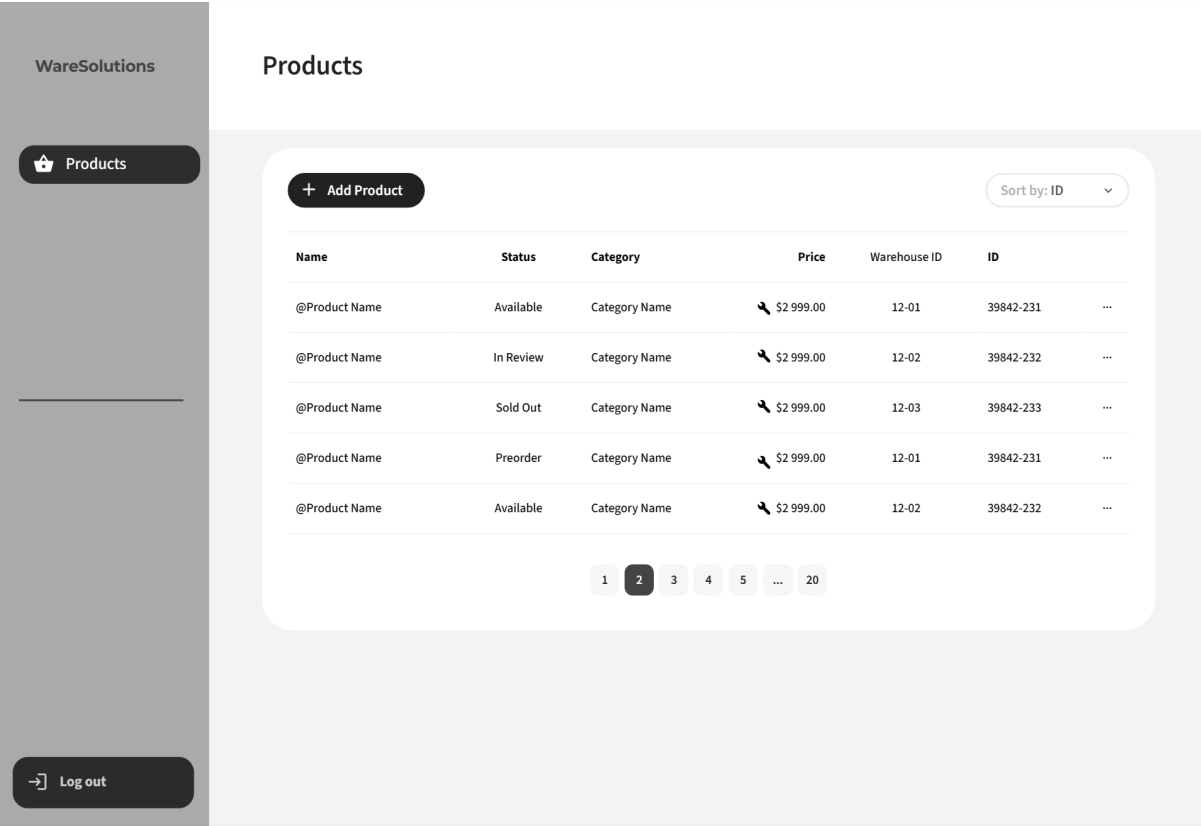 WareSolutions
Products
Products
Add Product
Sort by: ID
Name Status Category Price Warehouse ID ID
@Product Name Available Category Name $2 999.00 12-01 39842-231 ...
@Product Name In Review Category Name $2 999.00 12-02 39842-232 ...
@Product Name Sold Out Category Name $2 999.00 12-03 39842-233 ...
@Product Name Preorder Category Name $2 999.00 12-01 39842-231 ...
@Product Name Available Category Name $2 999.00 12-02 39842-232 ...
1 2 3 4 5 ... 20
Log out